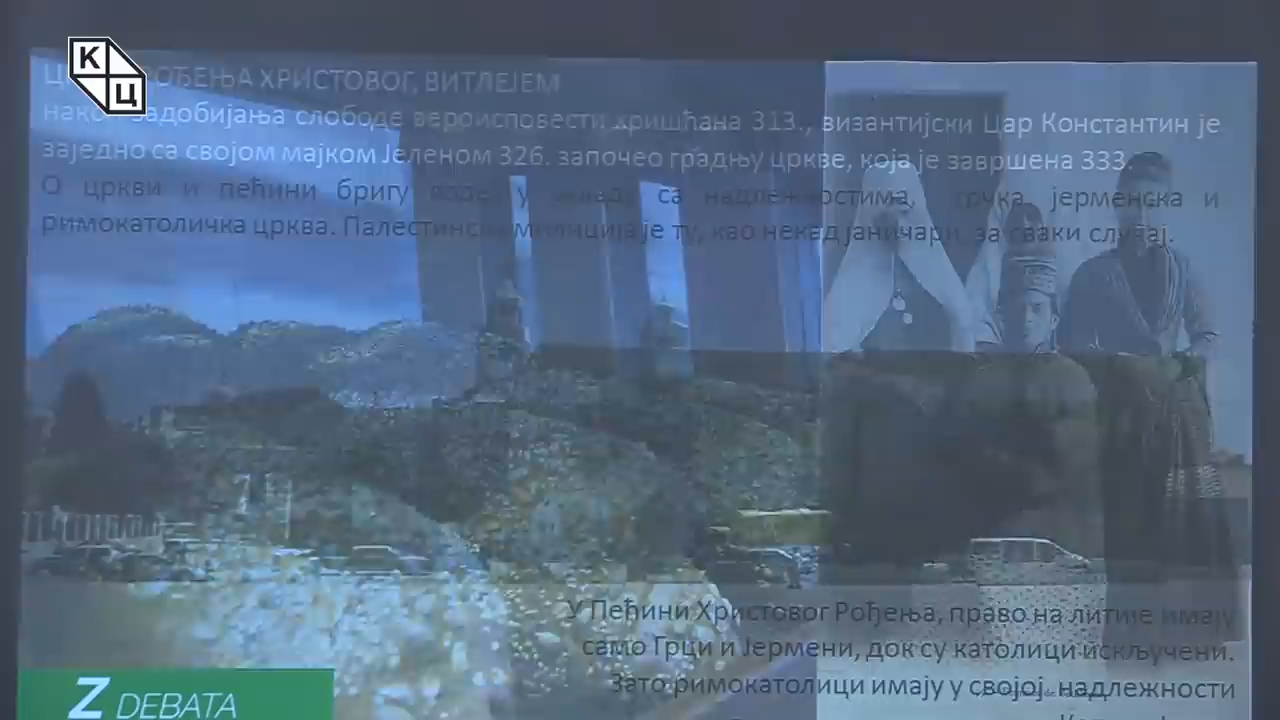 К
Ц
РОЂЕЊА ХРИСТОВОГ, ВИТЛЕЈЕМ
након задобијања слободе вероисповести хришћана 313., византијски Цар Константин је
заједно са својом мајком Јеленом 326. започео градњу цркве, која је завршена 333.
О цркви и пећини бригу воде, у складу са надлежностима, грчка, јерменска и
римокатоличка црква. Палестинска милиција је ту, као некад јаничари, за сваки случај.
У Пећини Христовог Рођења, право на литије имају
само Грци и Јермени, док су католици искључени.
Зато римокатолици имају у својој надлежности
Z DEBATA